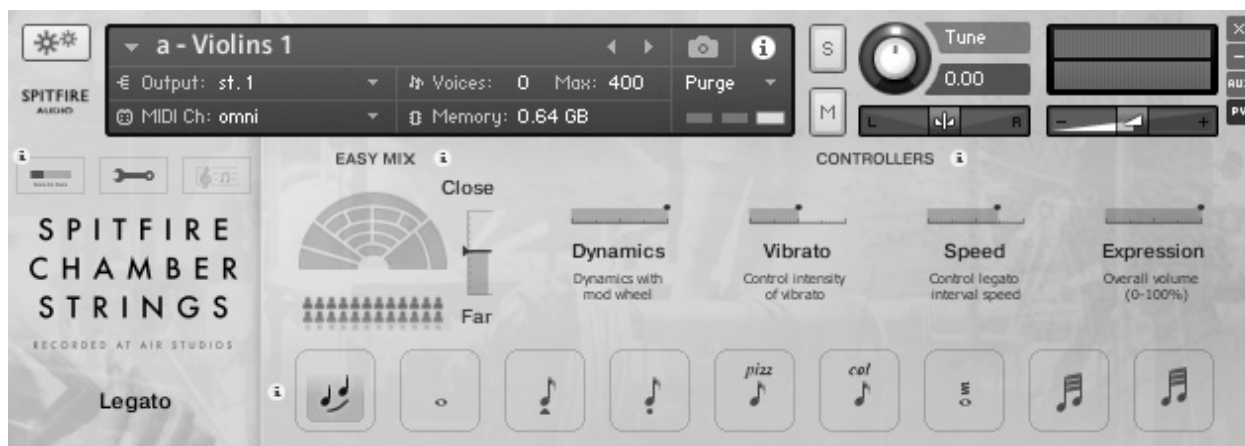 a - Violins 1
S
Tune
Output: st. 1
Voices: 0 Max: 400
Purge
0.00
SPITFIRE
AUDIO
MIDI Ch: omni
Memory: 0.64 GB
M
L
R
-
+
AUX
PV
EASY MIX
CONTROLLERS
Close
SPITFIRE
CHAMBER
STRINGS
Dynamics
Vibrato
Speed
Expression
Dynamics with
mod wheel
Control intensity
of vibrato
Control legato
interval speed
Overall volume
(0-100%)
Far
RECORDED AT AIR STUDIOS
Legato
pizz
col